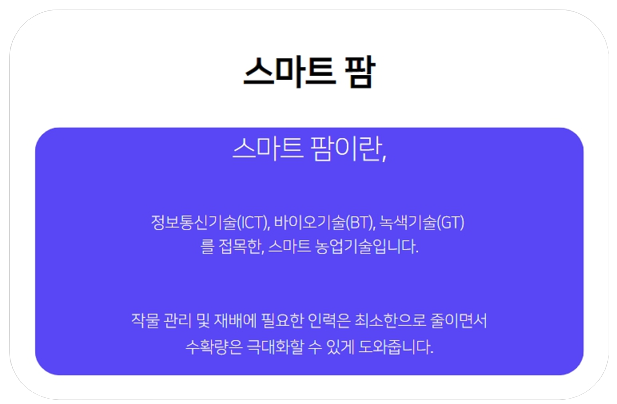 스마트 팜
스마트 팜이란,
정보통신기술(ICT), 바이오기술(BT), 녹색기술(GT)
를 접목한, 스마트 농업기술입니다.
작물 관리 및 재배에 필요한 인력은 최소한으로 줄이면서
수확량은 극대화할 수 있게 도와줍니다.